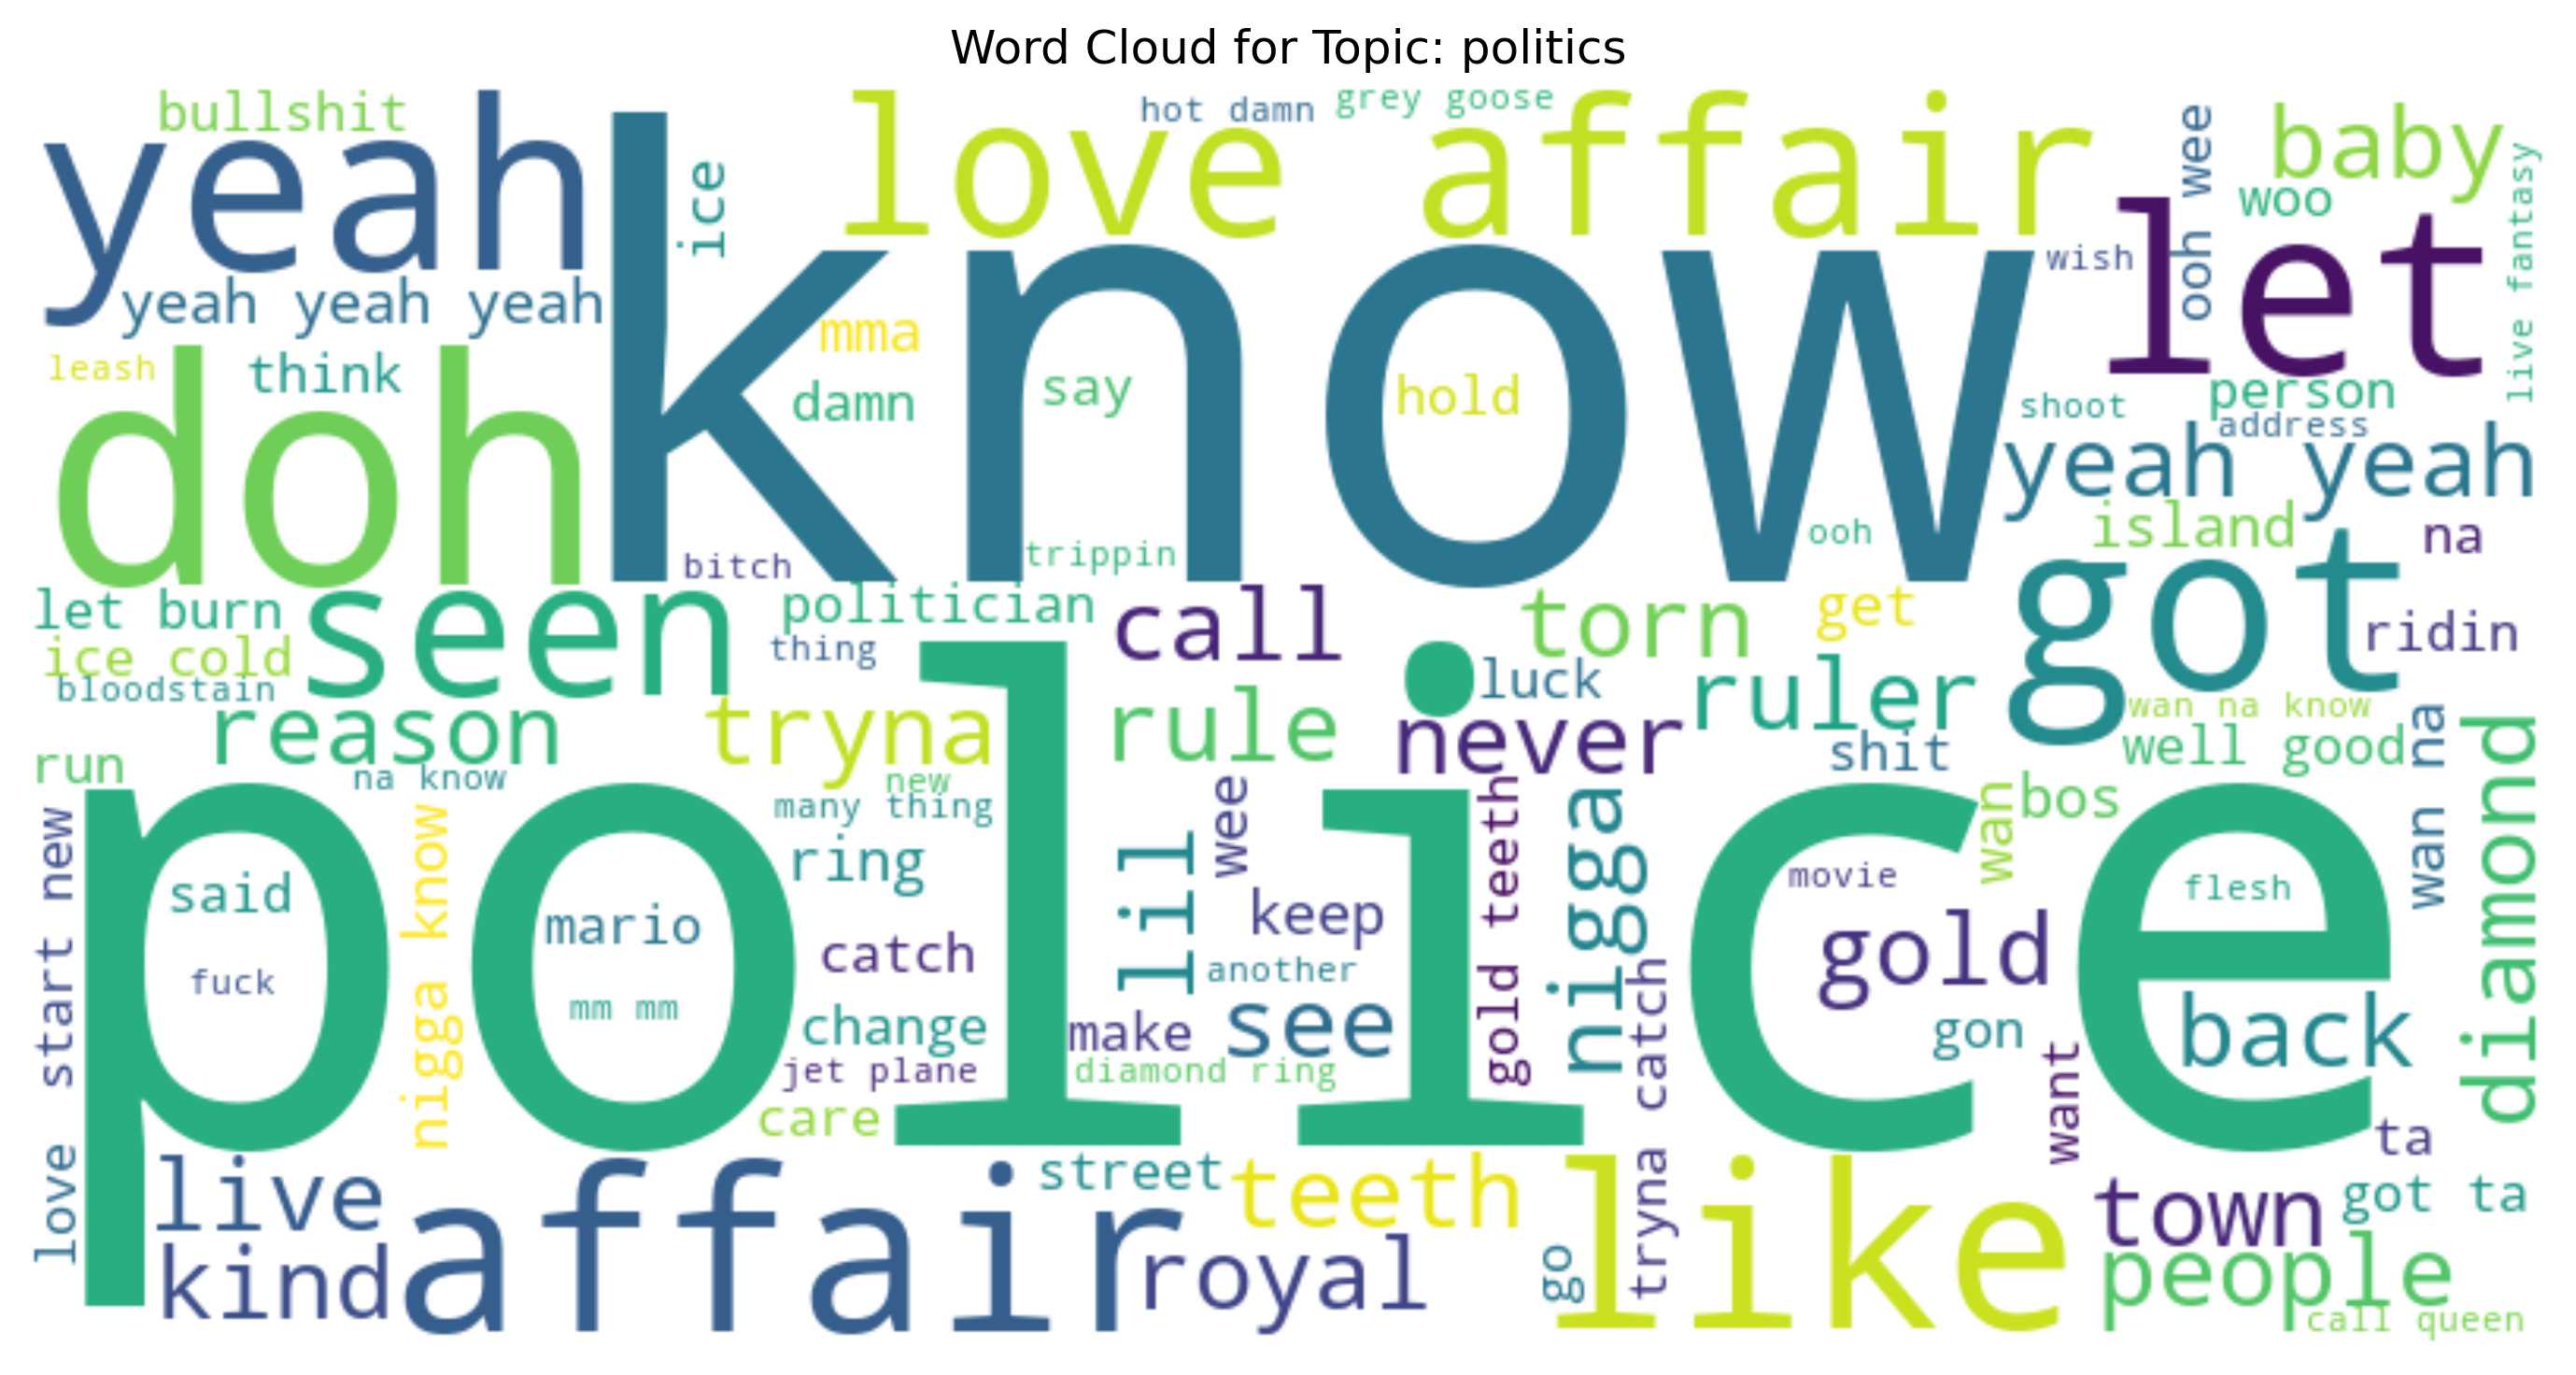 Word Cloud for Topic: politics
bullshit
hot damn
grey goose
yeah
love affair
baby
ooh wee
woo
live fantasy
ice
know
let
wish
yeah yeah yeah
mma
leash
think
doh
damn
say
hold
person
shoot
address
yeah yeah
island
na
ooh
trippin
bitch
got
let burn
seen
politician
call
torn
get
ridin
ice cold
thing
luck
ruler
bloodstain
wan na know
reason
tryna
rule
never
shit
well good
wan na
diamond
run
na know
new
police
many thing
wee
gold teeth
nigga
wan
bos
love start new
nigga know
said
mario
ring
lil
keep
movie
flesh
fuck
mm mm
catch
another
gold
change
make
see
tryna catch
gon
back
want
jet plane
diamond ring
care
ta
live
affair
street
teeth
like
town
got ta
kind
royal
go
people
call queen